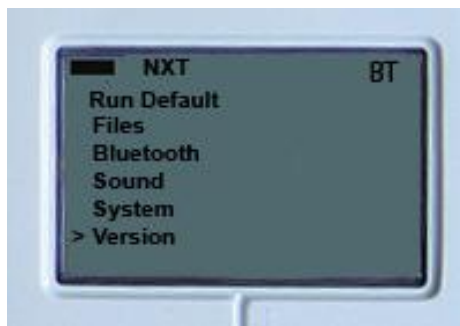 NXT BT
Run Default
Files
Bluetooth
Sound
System
> Version